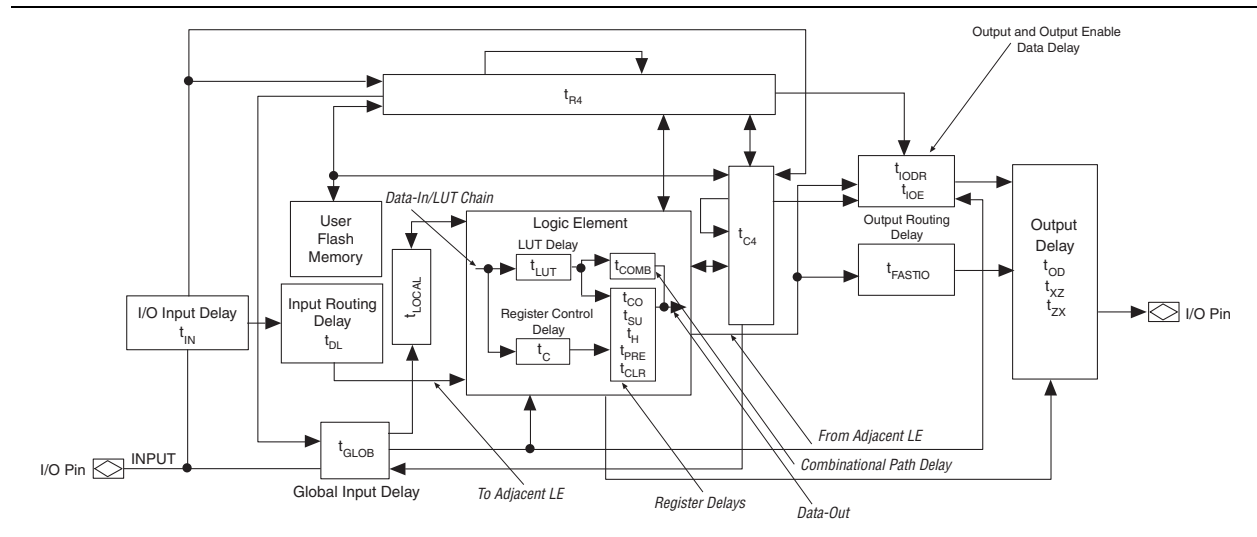 Output and Output Enable
Data Delay
tR4
tIODR
tIOE
Data-In/LUT Chain
User
Flash
Memory
Logic Element
Output Routing
Delay
Output
Delay
tOD
tXZ
tZX
LUT Delay
tLUT
tCOMB
tC4
tFASTIO
tLOCAL
I/O Input Delay
tIN
Input Routing
Delay
tDL
Register Control
Delay
tC
tCO
tSU
tH
tPRE
tCLR
I/O Pin
From Adjacent LE
I/O Pin
INPUT
tGLOB
Global Input Delay
To Adjacent LE
Register Delays
Combinational Path Delay
Data-Out